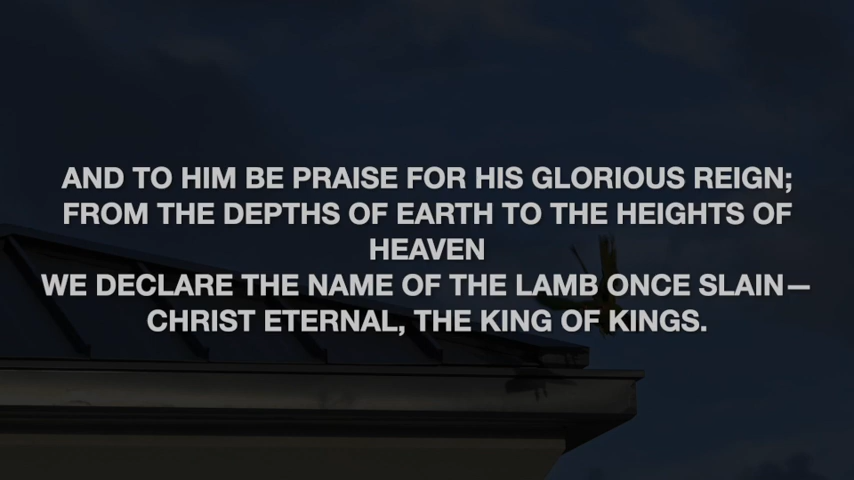 AND TO HIM BE PRAISE FOR HIS GLORIOUS REIGN;
FROM THE DEPTHS OF EARTH TO THE HEIGHTS OF
HEAVEN
WE DECLARE THE NAME OF THE LAMB ONCE SLAIN—
CHRIST ETERNAL, THE KING OF KINGS.